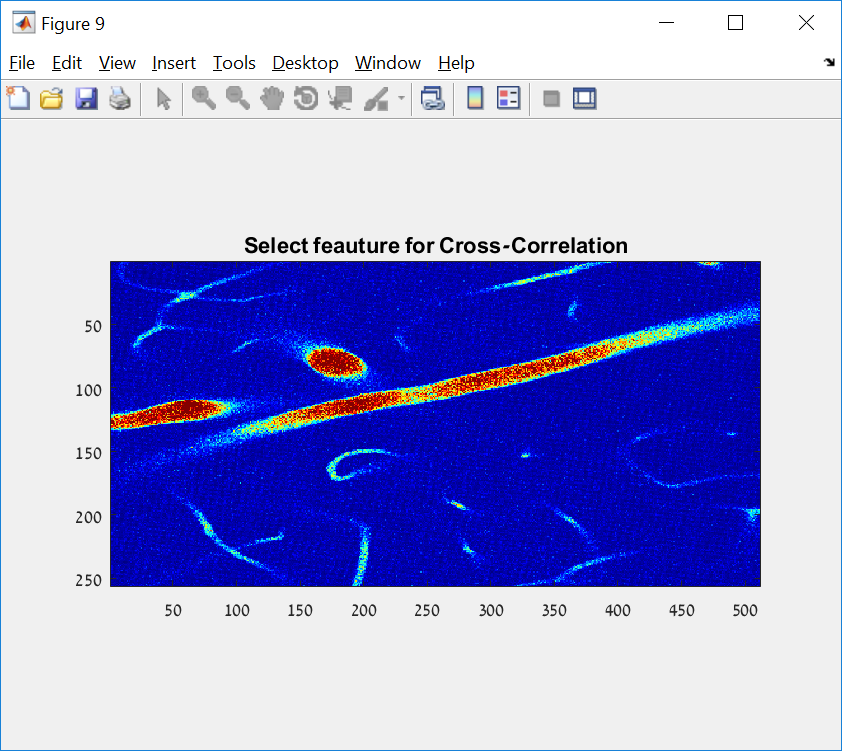 Figure 9
File Edit View Insert Tools Desktop Window Help
Select feauture for Cross-Correlation
50
100
150
200
250
50 100 150 200 250 300 350 400 450 500